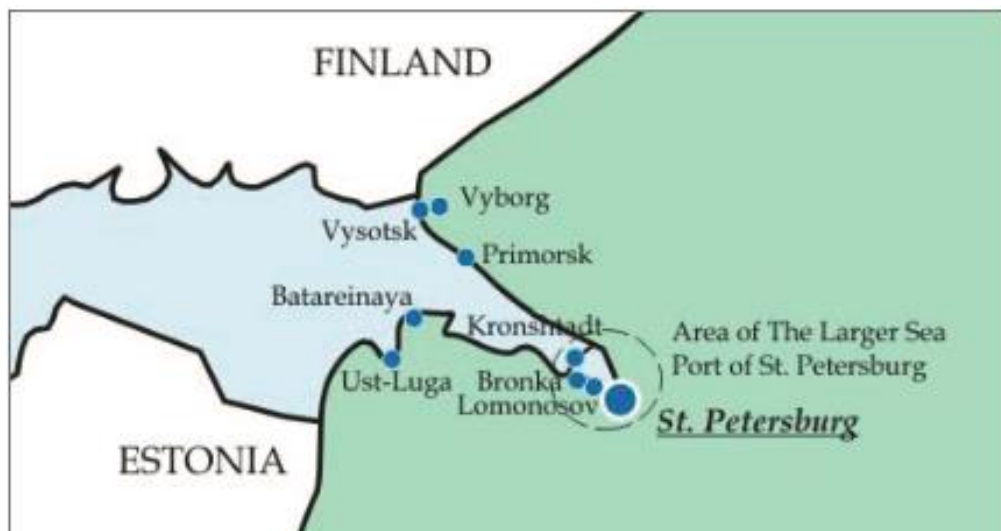 FINLAND
Vyborg
Vysotsk
Primorsk
Batareinaya
Kronshtadt
Area of The Larger Sea
Port of St. Petersburg
Ust-Luga
Bronka
Lomonosov
St. Petersburg
ESTONIA